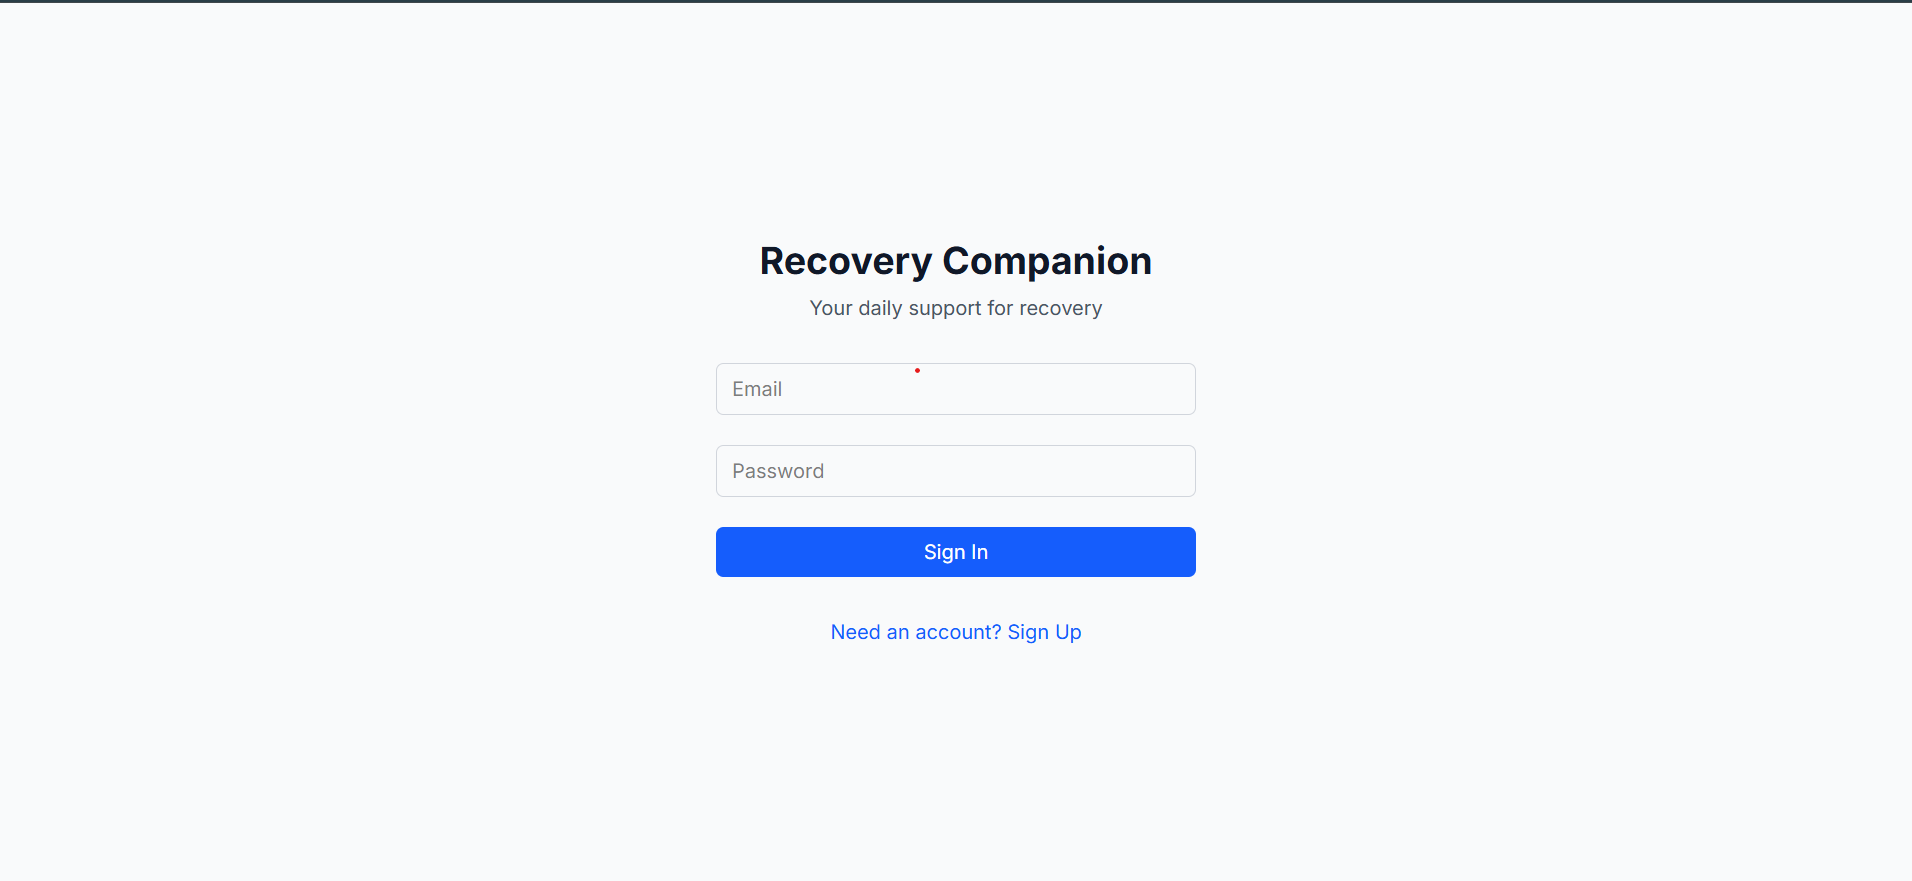 Recovery Companion
Your daily support for recovery
Email
Password
Sign In
Need an account? Sign Up